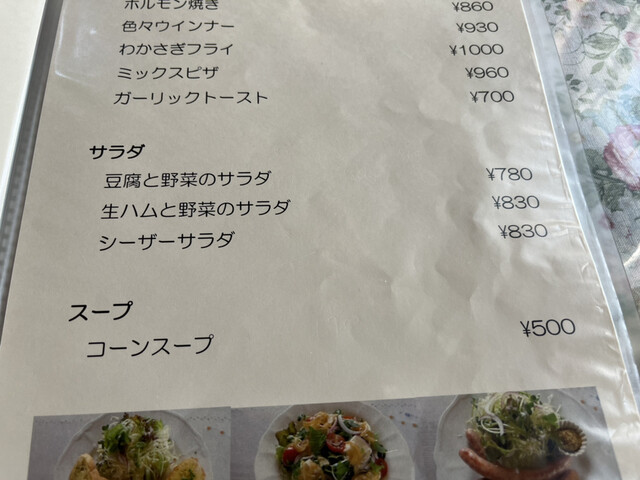 ホルモン焼き ¥860
色々ウインナー ¥930
わかさぎフライ ¥1000
ミックスピザ ¥960
ガーリックトースト ¥700
サラダ
豆腐と野菜のサラダ ¥780
生ハムと野菜のサラダ ¥830
シーザーサラダ ¥830
スープ
コーンスープ ¥500